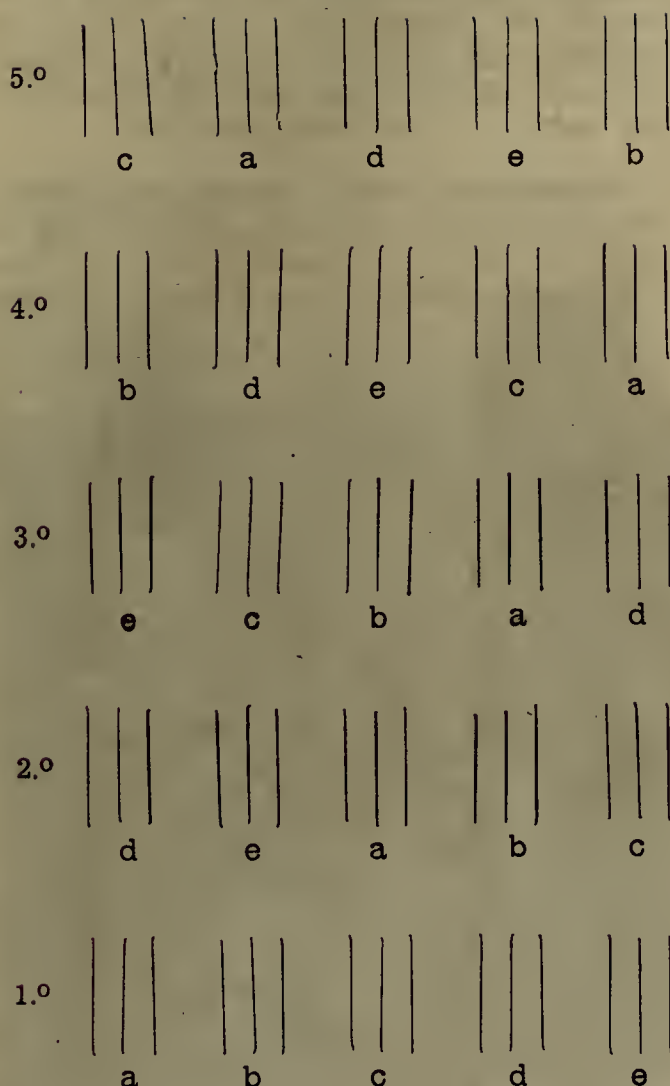 5.º
c a d e b
4.º
b d e c a
3.º
e c b a d
2.º
d e a b c
1.º
a b c d e